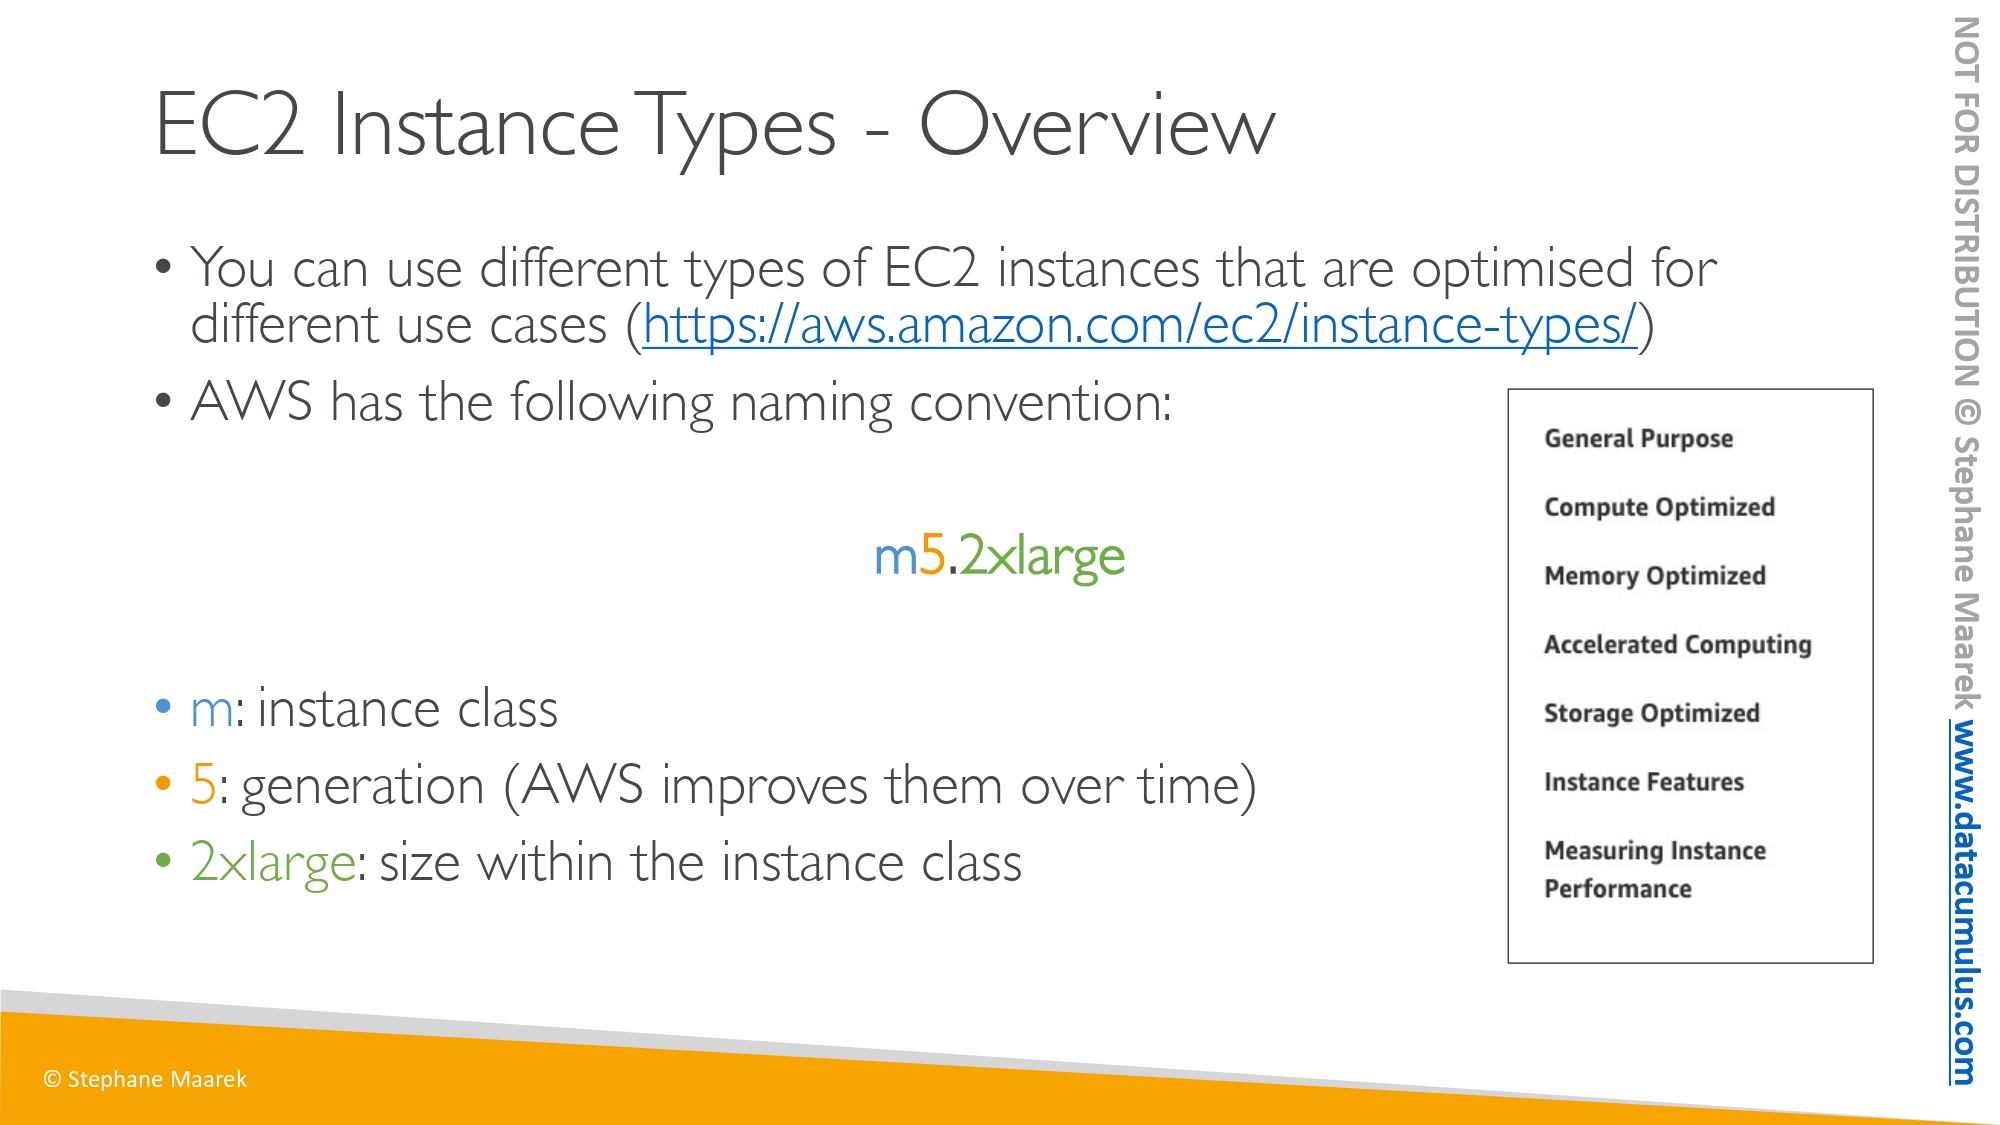 EC2 Instance Types - Overview
• You can use different types of EC2 instances that are optimised for
different use cases (https://aws.amazon.com/ec2/instance-types/)
• AWS has the following naming convention:
m5.2xlarge
• m: instance class
• 5: generation (AWS improves them over time)
• 2xlarge: size within the instance class
General Purpose
Compute Optimized
Memory Optimized
Accelerated Computing
Storage Optimized
Instance Features
Measuring Instance
Performance
© Stephane Maarek
NOT FOR DISTRIBUTION © Stephane Maarek www.datacumulus.com